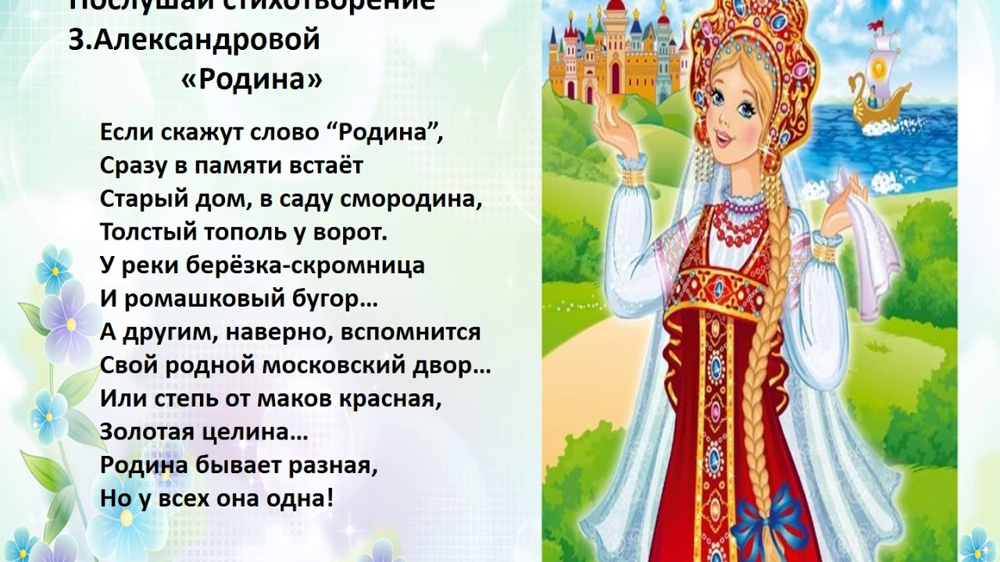 Послушай стихотворение
З.Александровой
«Родина»
Если скажут слово “Родина”,
Сразу в памяти встаёт
Старый дом, в саду смородина,
Толстый тополь у ворот.
У реки берёзка-скромница
И ромашковый бугор...
А другим, наверно, вспомнится
Свой родной московский двор...
Или степь от маков красная,
Золотая целина...
Родина бывает разная,
Но у всех она одна!